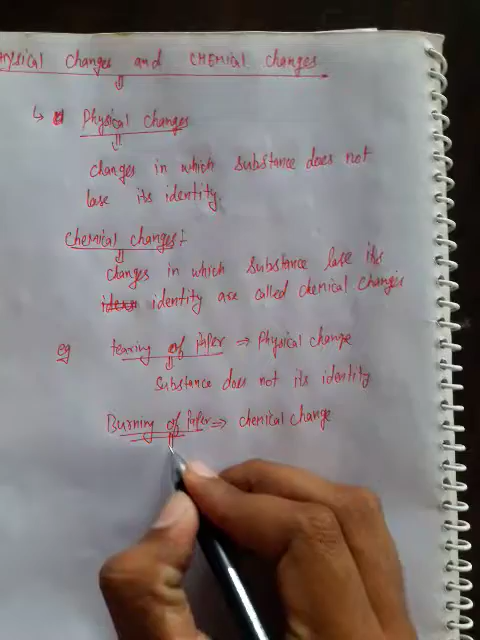 hysical changes and CHEMICAL changes
Physical changes
changes in which substance does not
lose its identity.
Chemical changes:-
changes in which substance lose its
identity are called chemical changes
eg tearing of Paper ⇒ Physical change
substance does not its identity
Burning of Paper ⇒ chemical change